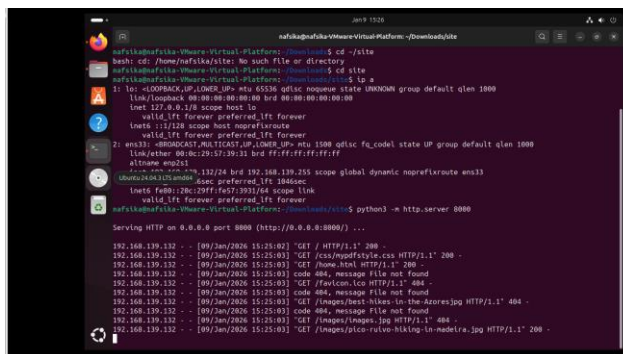 Jan 9 15:26
nafsika@nafsika-VMware-Virtual-Platform: ~/Downloads/site
nafsika@nafsika-VMware-Virtual-Platform:~/Downloads$ cd ~/site
bash: cd: /home/nafsika/site: No such file or directory
nafsika@nafsika-VMware-Virtual-Platform:~/Downloads$ cd site
nafsika@nafsika-VMware-Virtual-Platform:~/Downloads/site$ ip a
1: lo: <LOOPBACK,UP,LOWER_UP> mtu 65536 qdisc noqueue state UNKNOWN group default qlen 1000
link/loopback 00:00:00:00:00:00 brd 00:00:00:00:00:00
inet 127.0.0.1/8 scope host lo
valid_lft forever preferred_lft forever
inet6 ::1/128 scope host noprefixroute
valid_lft forever preferred_lft forever
2: ens33: <BROADCAST,MULTICAST,UP,LOWER_UP> mtu 1500 qdisc fq_codel state UP group default qlen 1000
link/ether 00:0c:29:57:39:31 brd ff:ff:ff:ff:ff:ff
altname enp2s1
.132/24 brd 192.168.139.255 scope global dynamic noprefixroute ens33
Ubuntu 24.04.3 LTS amd64
preferred_lft 1046sec
inet6 fe80::20c:29ff:fe57:3931/64 scope link
valid_lft forever preferred_lft forever
nafsika@nafsika-VMware-Virtual-Platform:~/Downloads/site$ python3 -m http.server 8000
Serving HTTP on 0.0.0.0 port 8000 (http://0.0.0.0:8000/) ...
192.168.139.132 - - [09/Jan/2026 15:25:02] "GET / HTTP/1.1" 200 -
192.168.139.132 - - [09/Jan/2026 15:25:02] "GET /css/mypdfstyle.css HTTP/1.1" 200 -
192.168.139.132 - - [09/Jan/2026 15:25:03] "GET /home.html HTTP/1.1" 200 -
192.168.139.132 - - [09/Jan/2026 15:25:03] code 404, message File not found
192.168.139.132 - - [09/Jan/2026 15:25:03] "GET /favicon.ico HTTP/1.1" 404 -
192.168.139.132 - - [09/Jan/2026 15:25:03] code 404, message File not found
192.168.139.132 - - [09/Jan/2026 15:25:03] "GET /images/best-hikes-in-the-Azoresjpg HTTP/1.1" 404 -
192.168.139.132 - - [09/Jan/2026 15:25:03] code 404, message File not found
192.168.139.132 - - [09/Jan/2026 15:25:03] "GET /images/images.jpg HTTP/1.1" 404 -
192.168.139.132 - - [09/Jan/2026 15:25:03] "GET /images/pico-ruivo-hiking-in-madeira.jpg HTTP/1.1" 200 -